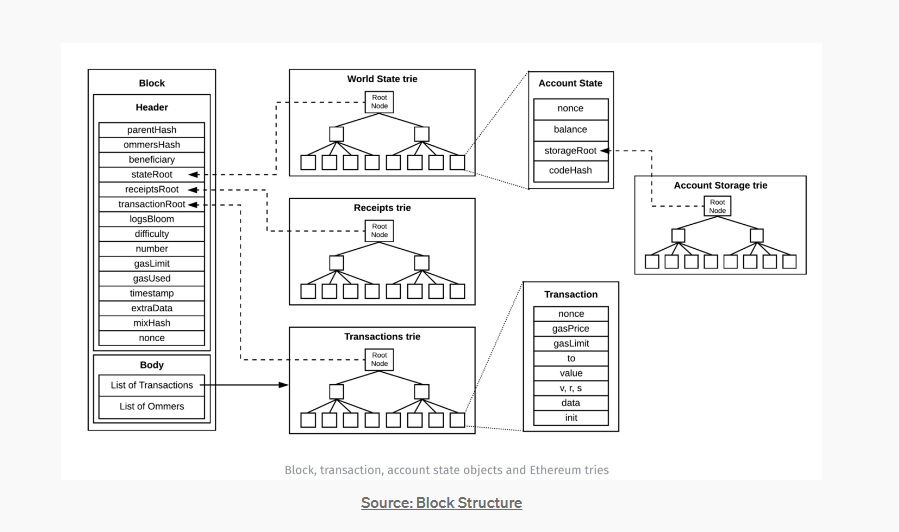 Block
Header
parentHash
ommersHash
beneficiary
stateRoot
receiptsRoot
transactionRoot
logsBloom
difficulty
number
gasLimit
gasUsed
timestamp
extraData
mixHash
nonce
Body
List of Transactions
List of Ommers
World State trie
Root
Node
Receipts trie
Root
Node
Transactions trie
Root
Node
Account State
nonce
balance
storageRoot
codeHash
Account Storage trie
Root
Node
Transaction
nonce
gasPrice
gasLimit
to
value
v, r, s
data
init
Block, transaction, account state objects and Ethereum tries
Source: Block Structure